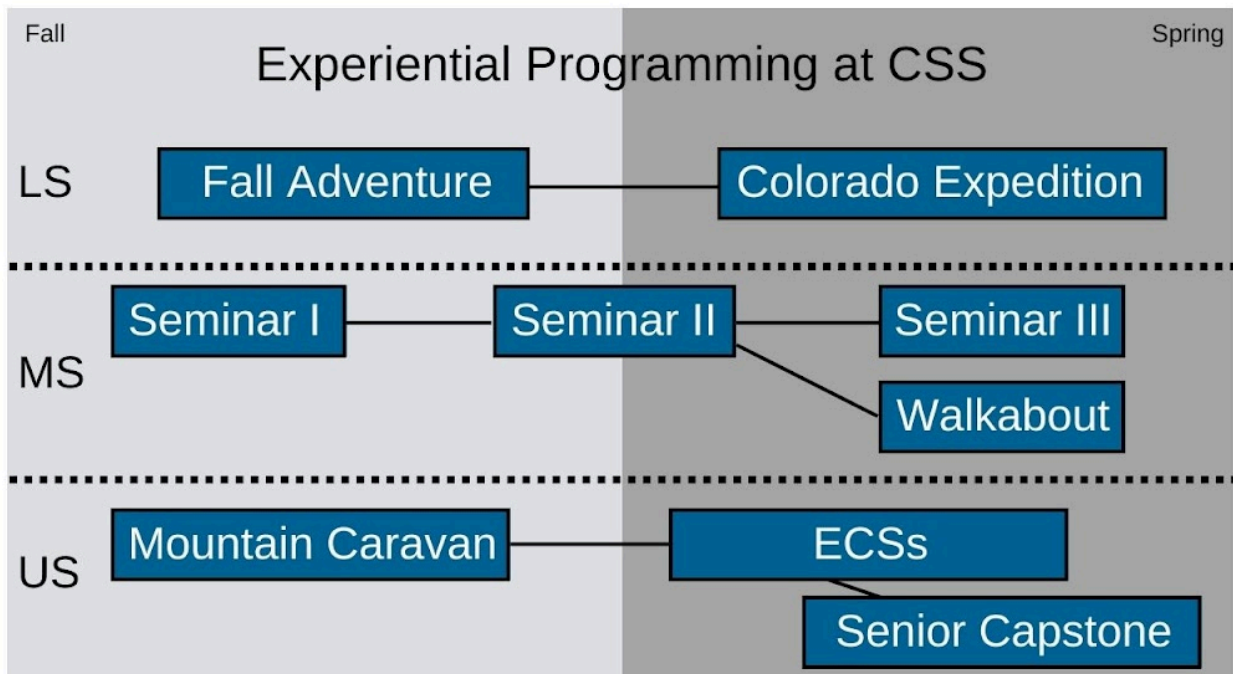 Fall
Spring
Experiential Programming at CSS
LS
Fall Adventure
Colorado Expedition
MS
Seminar I
Seminar II
Seminar III
Walkabout
US
Mountain Caravan
ECSs
Senior Capstone